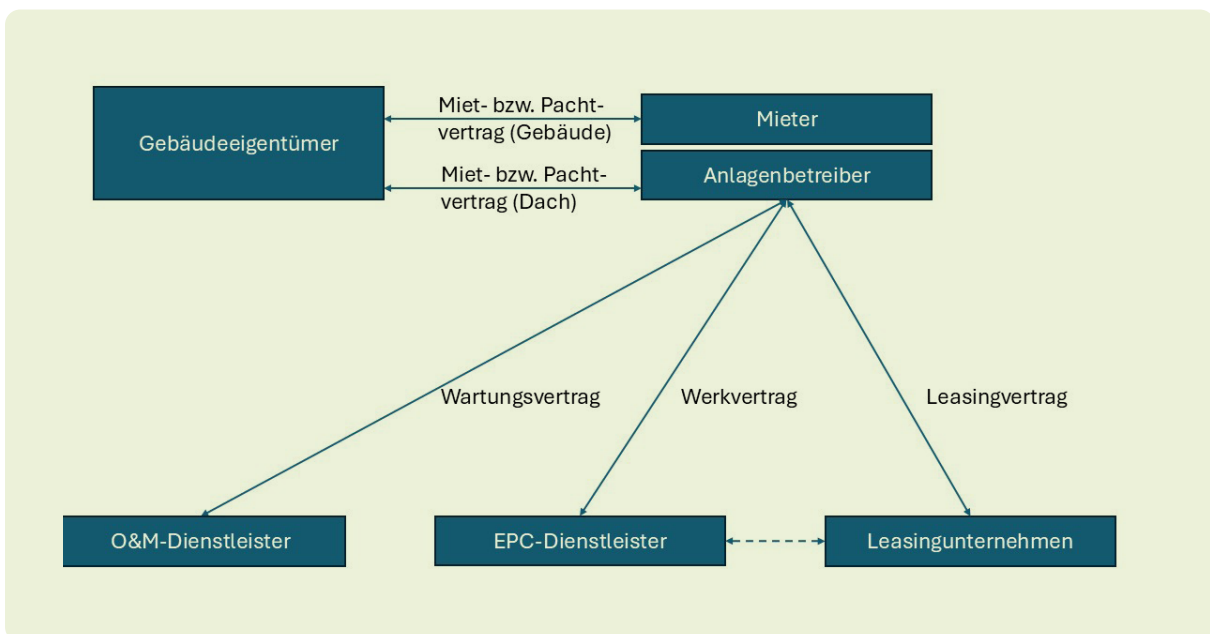 Gebäudeeigentümer
Miet- bzw. Pacht-
vertrag (Gebäude)
Mieter
Miet- bzw. Pacht-
vertrag (Dach)
Anlagenbetreiber
Wartungsvertrag
Werkvertrag
Leasingvertrag
O&M-Dienstleister
EPC-Dienstleister
Leasingunternehmen